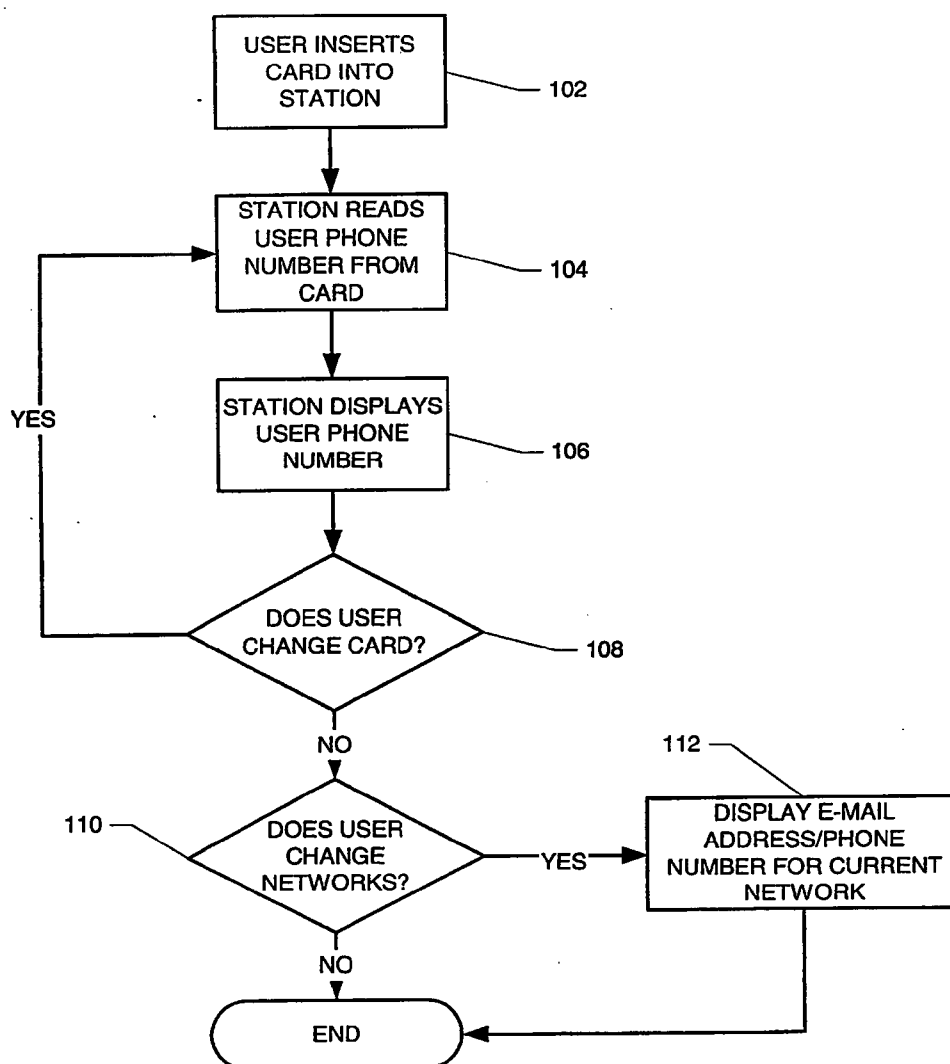 USER INSERTS
CARD INTO
STATION
102
STATION READS
USER PHONE
NUMBER FROM
CARD
104
STATION DISPLAYS
USER PHONE
NUMBER
106
YES
DOES USER
CHANGE CARD?
108
NO
112
110
DOES USER
CHANGE
NETWORKS?
YES
DISPLAY E-MAIL
ADDRESS/PHONE
NUMBER FOR CURRENT
NETWORK
NO
END